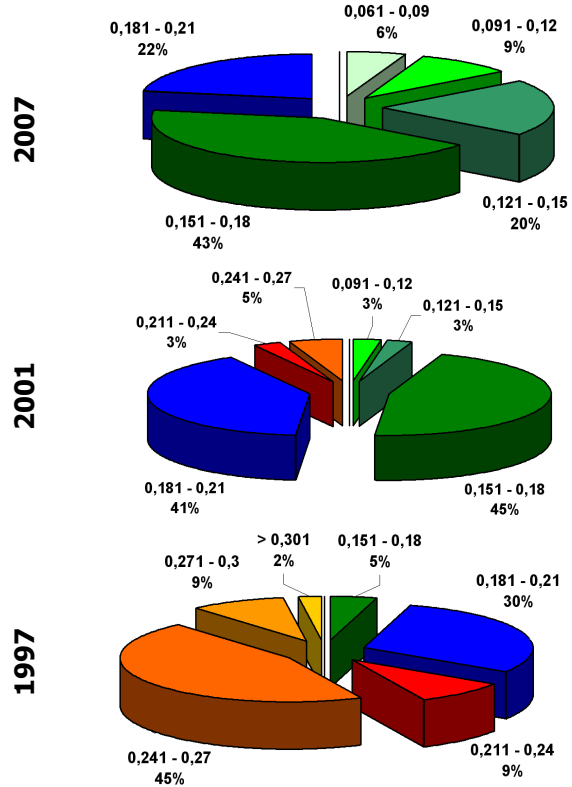 2007
0,181 - 0,21
22%
0,061 - 0,09
6%
0,091 - 0,12
9%
0,121 - 0,15
20%
0,151 - 0,18
43%
2001
0,241 - 0,27
5%
0,091 - 0,12
3%
0,211 - 0,24
3%
0,121 - 0,15
3%
0,181 - 0,21
41%
0,151 - 0,18
45%
1997
> 0,301
2%
0,151 - 0,18
5%
0,271 - 0,3
9%
0,181 - 0,21
30%
0,241 - 0,27
45%
0,211 - 0,24
9%